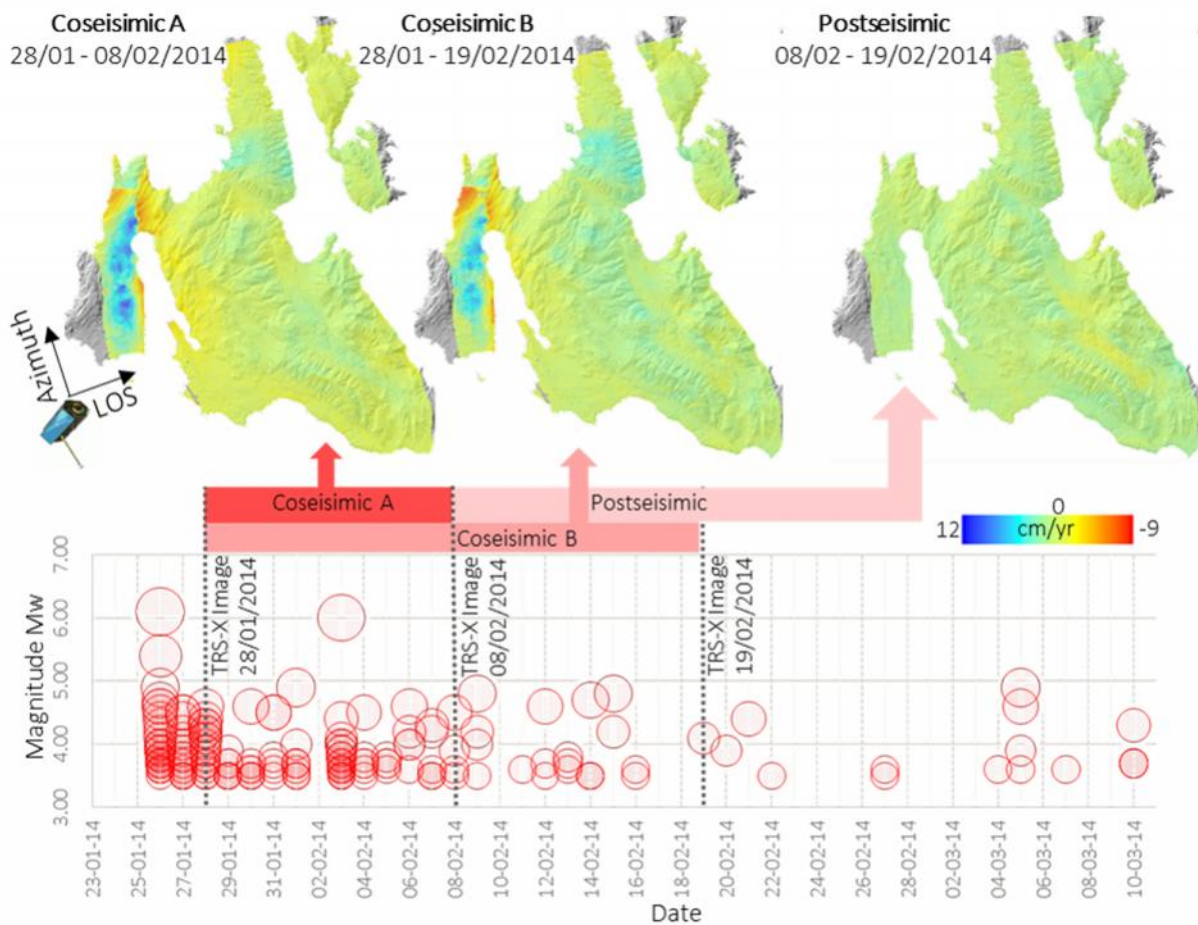 Coseisimic A
28/01 - 08/02/2014
Coseisimic B
28/01 - 19/02/2014
Postseisimic
08/02 - 19/02/2014
Azimuth
LOS
Coseisimic A
Postseisimic
Coseisimic B
0
12 cm/yr -9
TRS-X Image
28/01/2014
TRS-X Image
08/02/2014
TRS-X Image
19/02/2014
Magnitude Mw
7.00
6.00
5.00
4.00
3.00
23-01-14
25-01-14
27-01-14
29-01-14
31-01-14
02-02-14
04-02-14
06-02-14
08-02-14
10-02-14
12-02-14
14-02-14
16-02-14
18-02-14
20-02-14
22-02-14
24-02-14
26-02-14
28-02-14
02-03-14
04-03-14
06-03-14
08-03-14
10-03-14
Date